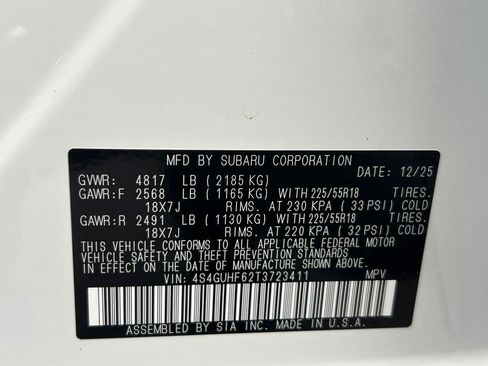 MFD BY SUBARU CORPORATION DATE: 12/25
GVWR: 4817 LB ( 2185 KG)
GAWR:F 2568 LB ( 1165 KG) WITH 225/55R18 TIRES.
18X7J RIMS. AT 230 KPA ( 33 PSI) COLD
GAWR:R 2491 LB ( 1130 KG) WITH 225/55R18 TIRES.
18X7J RIMS. AT 220 KPA ( 32 PSI) COLD
THIS VEHICLE CONFORMS TO ALL APPLICABLE FEDERAL MOTOR
VEHICLE SAFETY AND THEFT PREVENTION STANDARDS
IN EFFECT ON THE DATE OF MANUFACTURE SHOWN ABOVE.
VIN: 4S4GUHF62T3723411 MPV
ASSEMBLED BY SIA INC. MADE IN U.S.A.